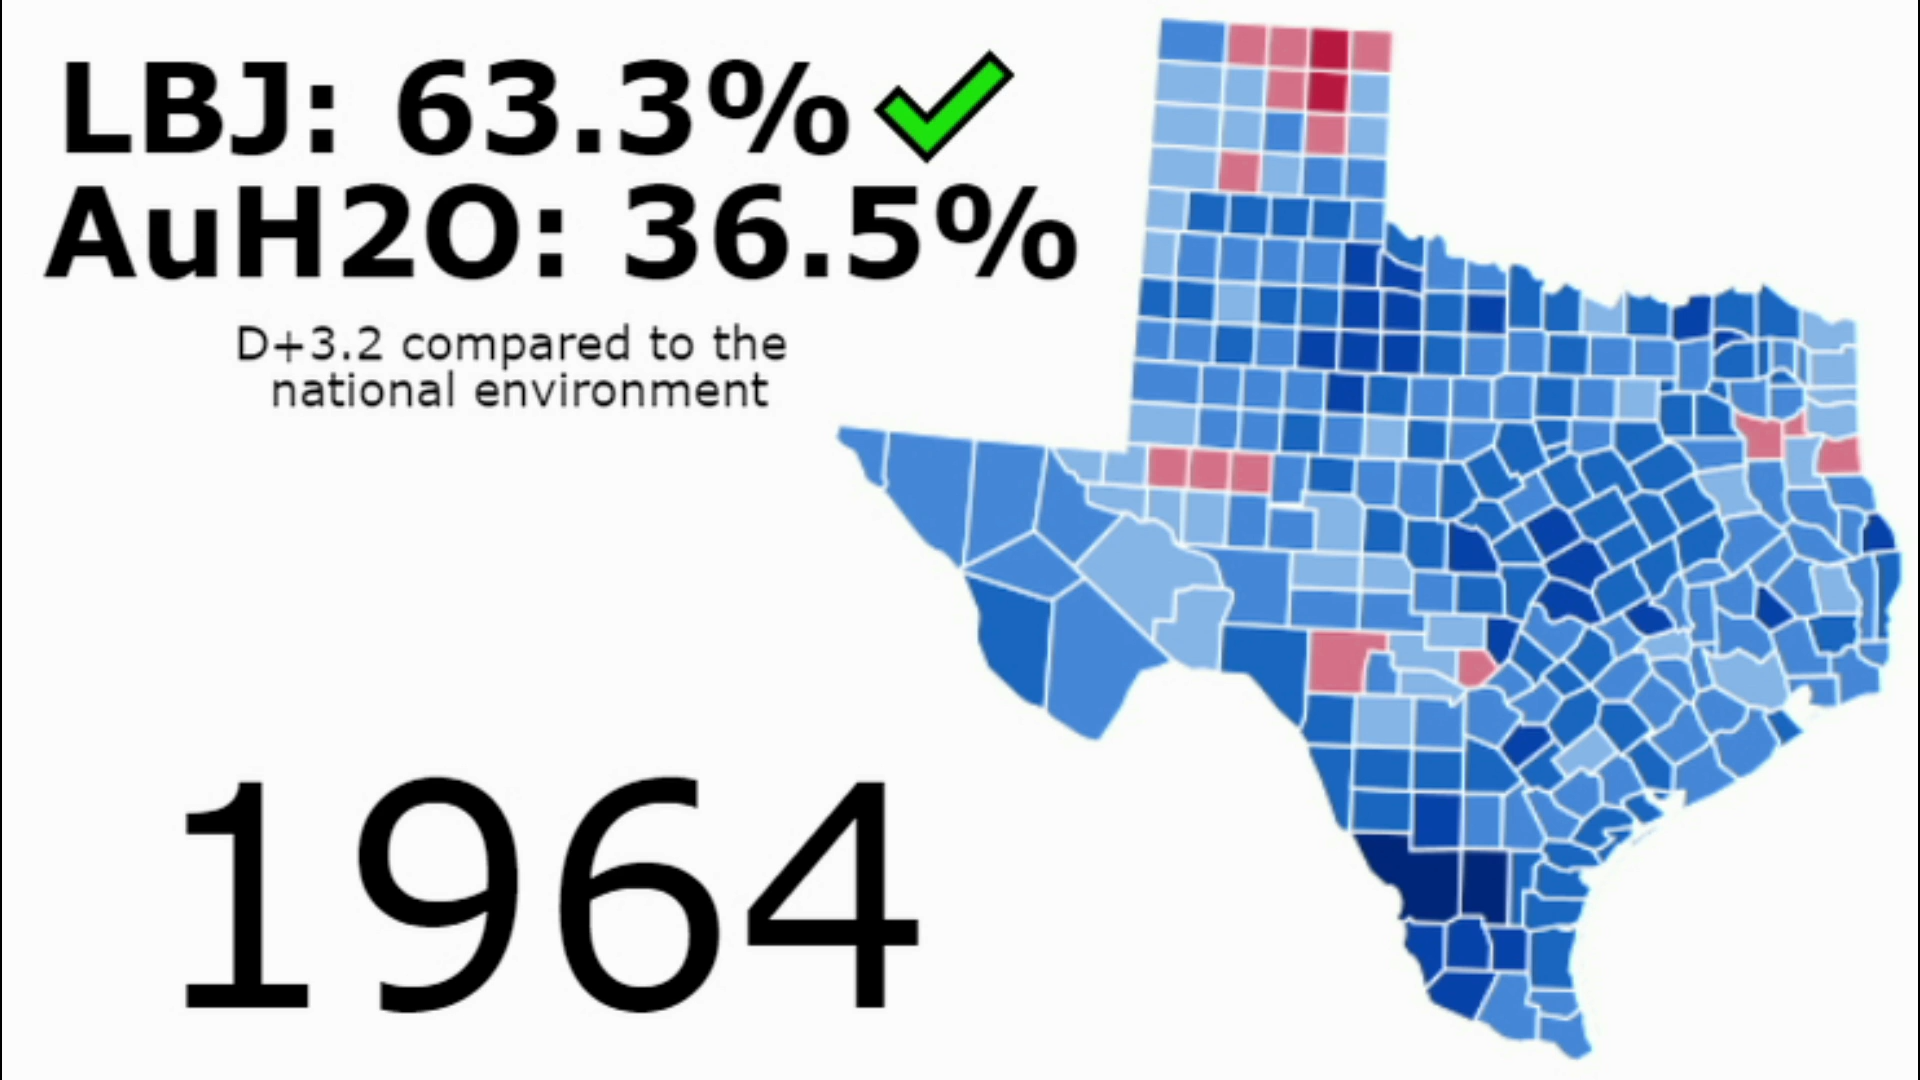 LBJ: 63.3%
AuH2O: 36.5%
D+3.2 compared to the
national environment
1964